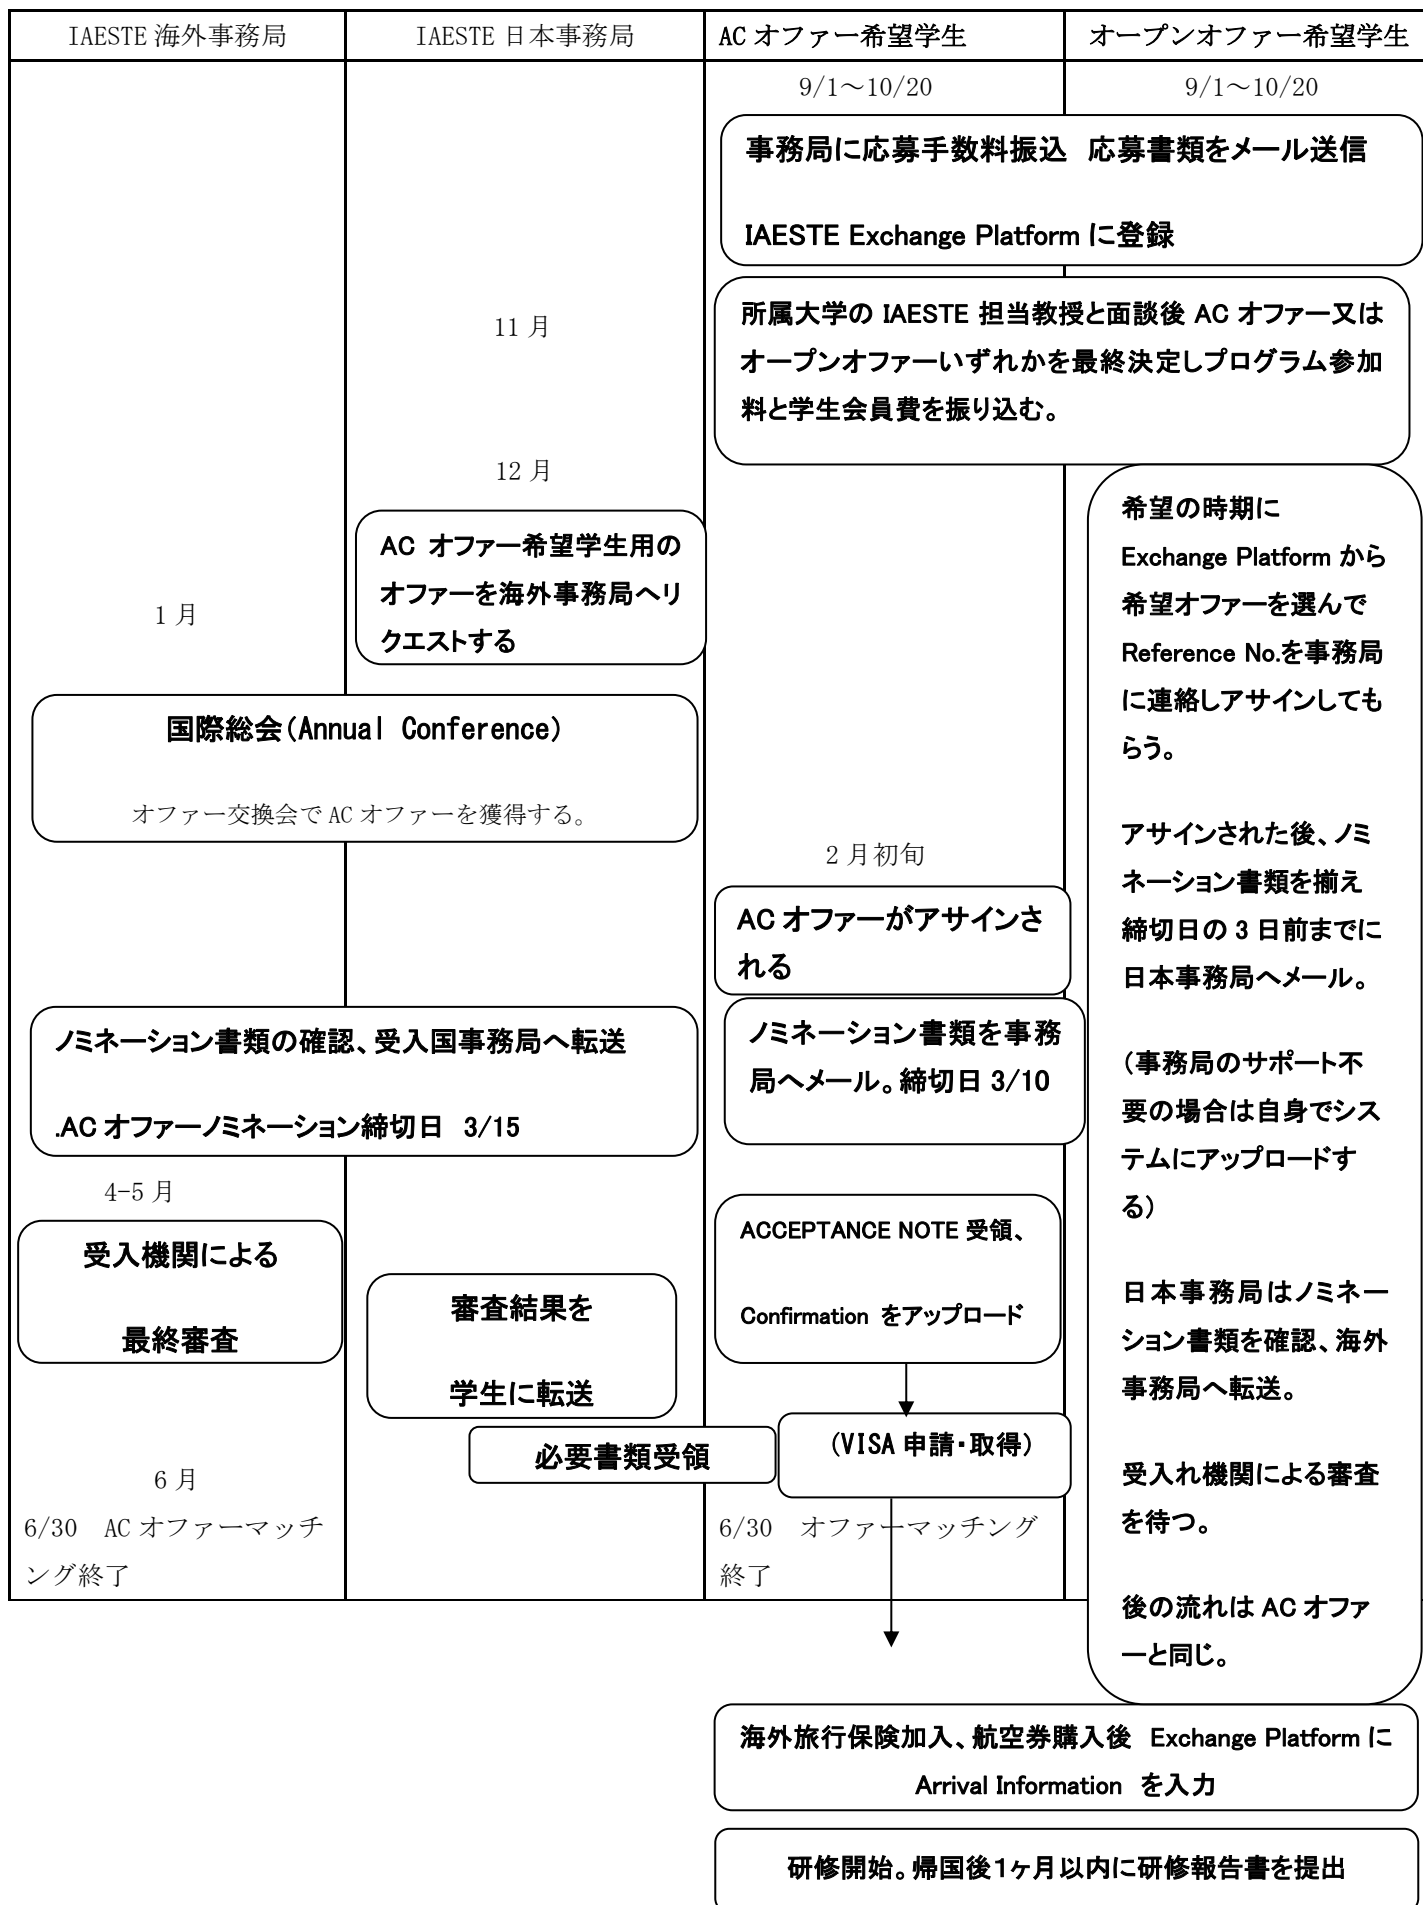 IAESTE 海外事務局
IAESTE 日本事務局
AC オファー希望学生
オープンオファー希望学生
9/1～10/20
9/1～10/20
事務局に応募手数料振込 応募書類をメール送信
IAESTE Exchange Platform に登録
11 月
所属大学の IAESTE 担当教授と面談後 AC オファー又は
オープンオファーいずれかを最終決定しプログラム参加
料と学生会員費を振り込む。
12 月
AC オファー希望学生用の
オファーを海外事務局へリ
クエストする
1 月
国際総会(Annual Conference)
オファー交換会で AC オファーを獲得する。
2 月初旬
AC オファーがアサインさ
れる
ノミネーション書類の確認、受入国事務局へ転送
.AC オファーノミネーション締切日 3/15
ノミネーション書類を事務
局へメール。締切日 3/10
4-5 月
受入機関による
最終審査
審査結果を
学生に転送
ACCEPTANCE NOTE 受領、
Confirmation をアップロード
必要書類受領
(VISA 申請・取得)
6 月
6/30 AC オファーマッチ
ング終了
6/30 オファーマッチング
終了
希望の時期に
Exchange Platform から
希望オファーを選んで
Reference No.を事務局
に連絡しアサインしても
らう。
アサインされた後、ノミ
ネーション書類を揃え
締切日の 3 日前までに
日本事務局へメール。
（事務局のサポート不
要の場合は自身でシス
テムにアップロードす
る）
日本事務局はノミネー
ション書類を確認、海外
事務局へ転送。
受入れ機関による審査
を待つ。
後の流れは AC オファ
ーと同じ。
海外旅行保険加入、航空券購入後 Exchange Platform に
Arrival Information を入力
研修開始。帰国後1ヶ月以内に研修報告書を提出